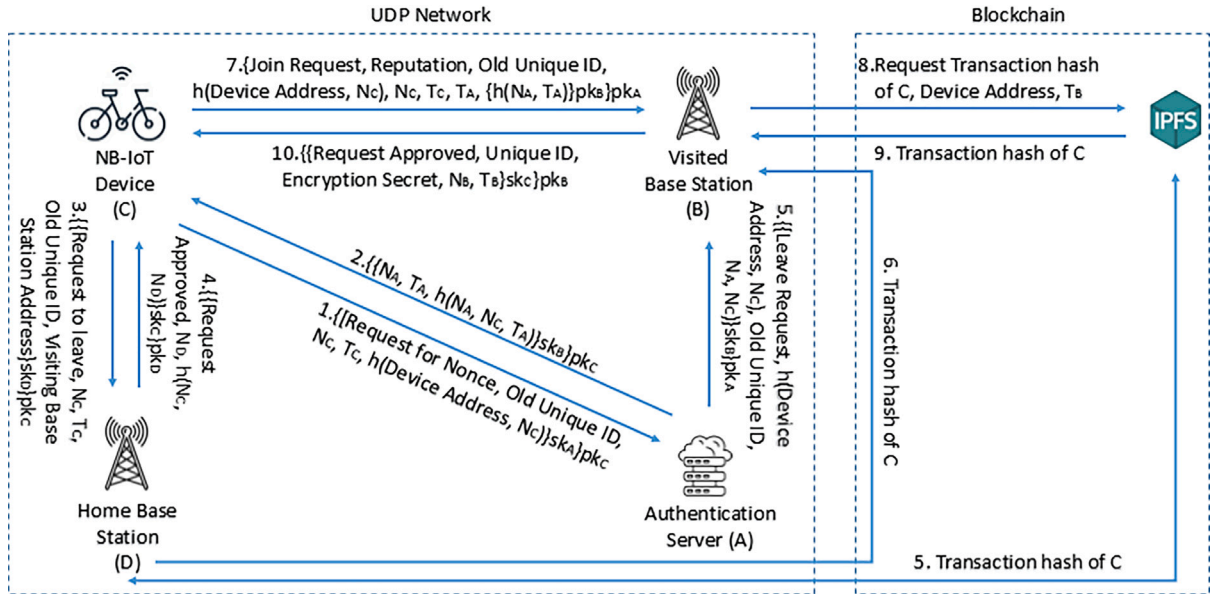 UDP Network
Blockchain
7.{Join Request, Reputation, Old Unique ID,
h(Device Address, NC), NC, TC, TA, {h(NA, TA)}pkB}pkA
8.Request Transaction hash
of C, Device Address, TB
IPFS
NB-IoT
Device
(C)
10.{{Request Approved, Unique ID,
Encryption Secret, NB, TB}skC}pkB
Visited
Base Station
(B)
9. Transaction hash of C
3.{{Request to leave, NC, TC,
Old Unique ID, Visiting Base
Station Address}skD}pkC
4.{{Request
Approved, ND, h(NC,
ND)}skC}pkD
2.{{NA, TA, h(NA, NC, TA)}skB}pkC
1.{{Request for Nonce, Old Unique ID,
NC, TC, h(Device Address, NC)}skA}pkC
5.{{Leave Request, h(Device
Address, NC), Old Unique ID,
NA, NC}}skB}pkA
6. Transaction hash of C
Home Base
Station
(D)
Authentication
Server (A)
5. Transaction hash of C